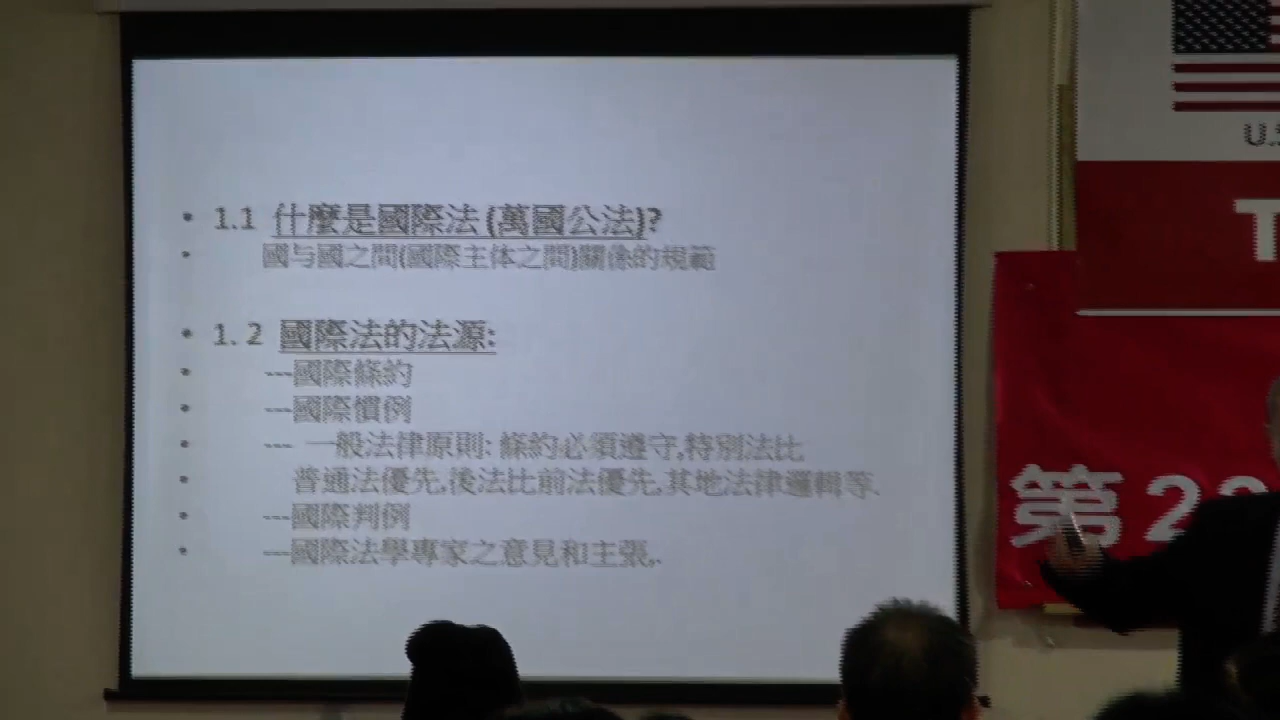 • 1.1 什麼是國際法 (萬國公法)?
• 國与國之間(國際主体之間)關係的規範
• 1. 2 國際法的法源:
• ---國際條約
• ---國際慣例
• --- 一般法律原則: 條約必須遵守,特別法比
• 普通法優先,後法比前法優先,其他法律邏輯等.
• ---國際判例
• ---國際法學專家之意見和主張,.
U.S
T
第22